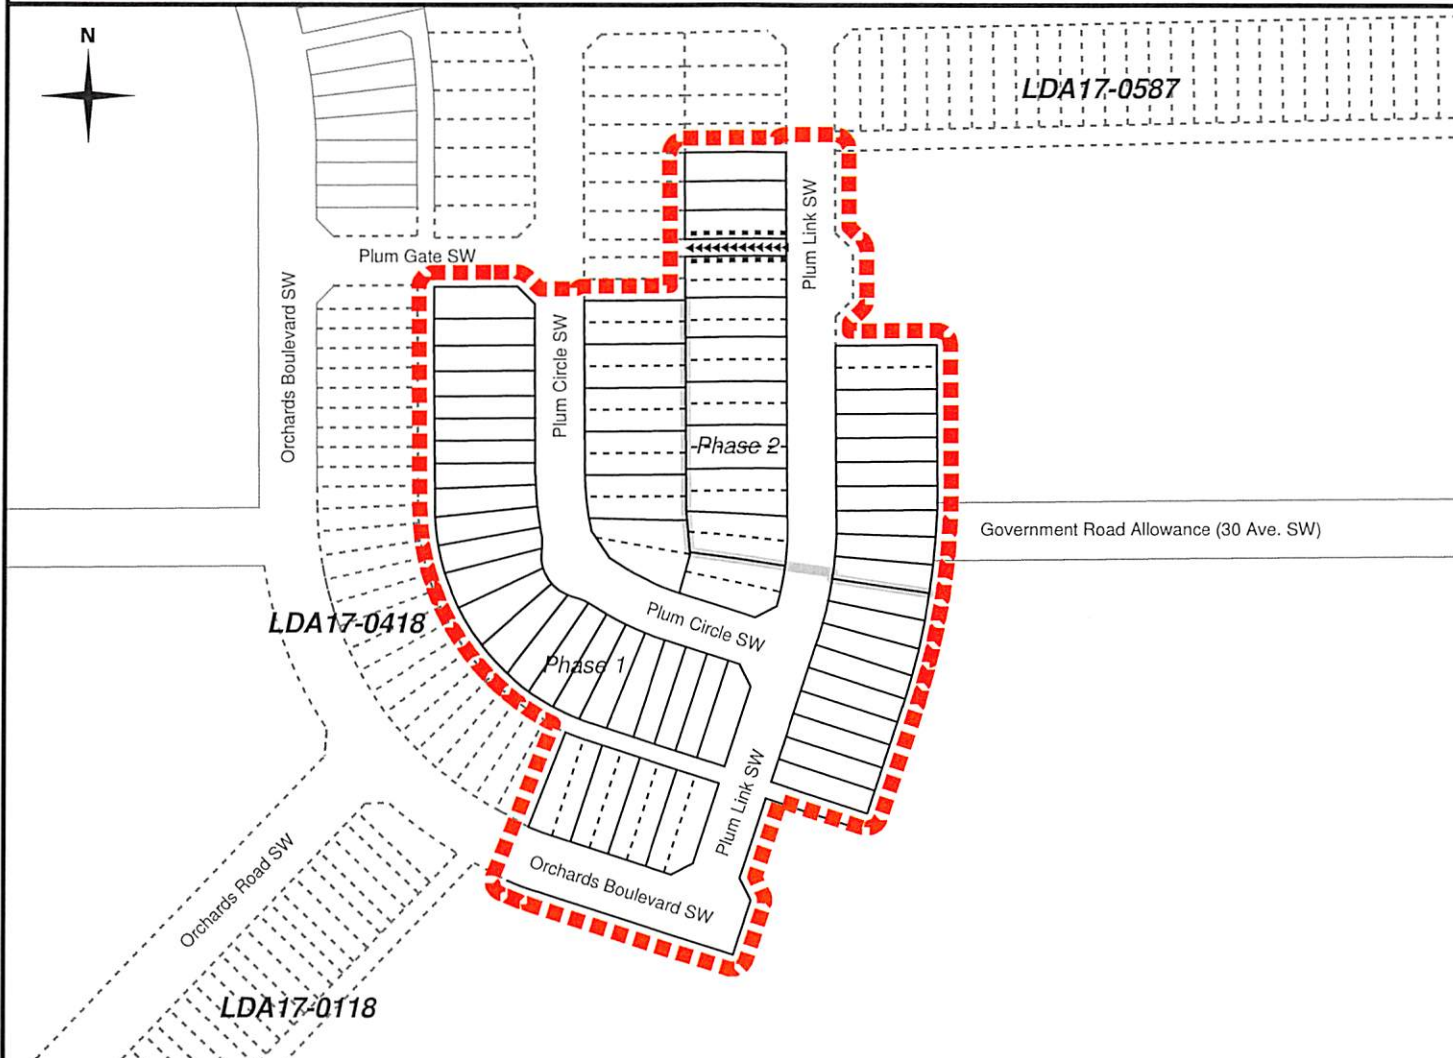 N
LDA17-0587
Plum Link SW
Plum Gate SW
Orchards Boulevard SW
Plum Circle SW
Phase 2
Government Road Allowance (30 Ave. SW)
LDA17-0418
Plum Circle SW
Phase 1
Plum Link SW
Orchards Road SW
Orchards Boulevard SW
LDA17-0118